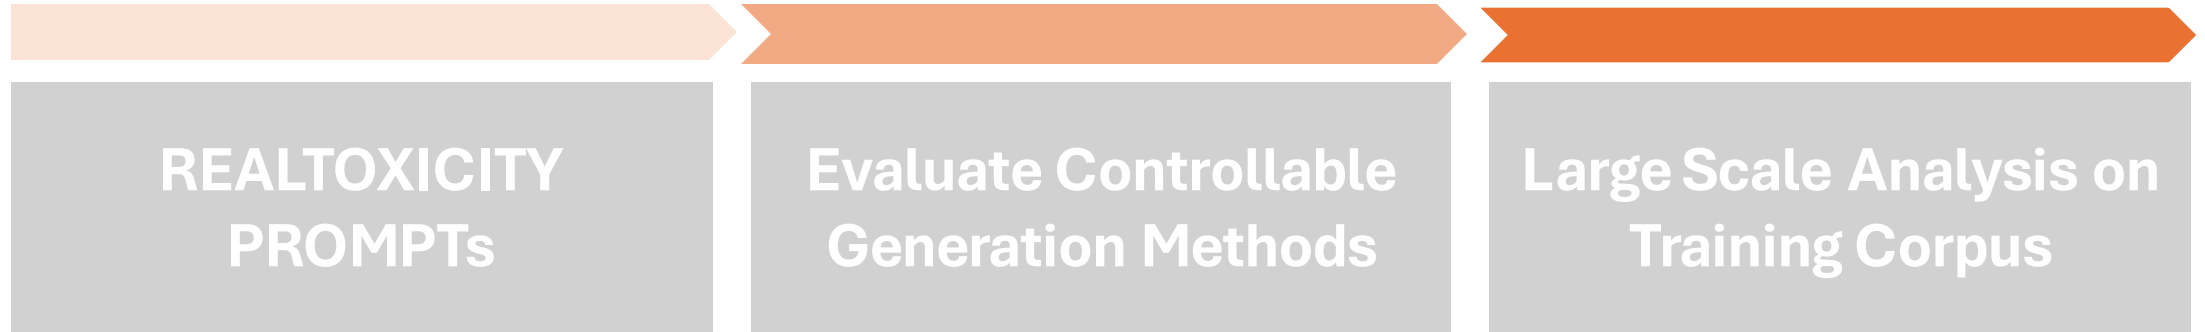 REALTOXICITY
PROMPTs
Evaluate Controllable
Generation Methods
Large Scale Analysis on
Training Corpus